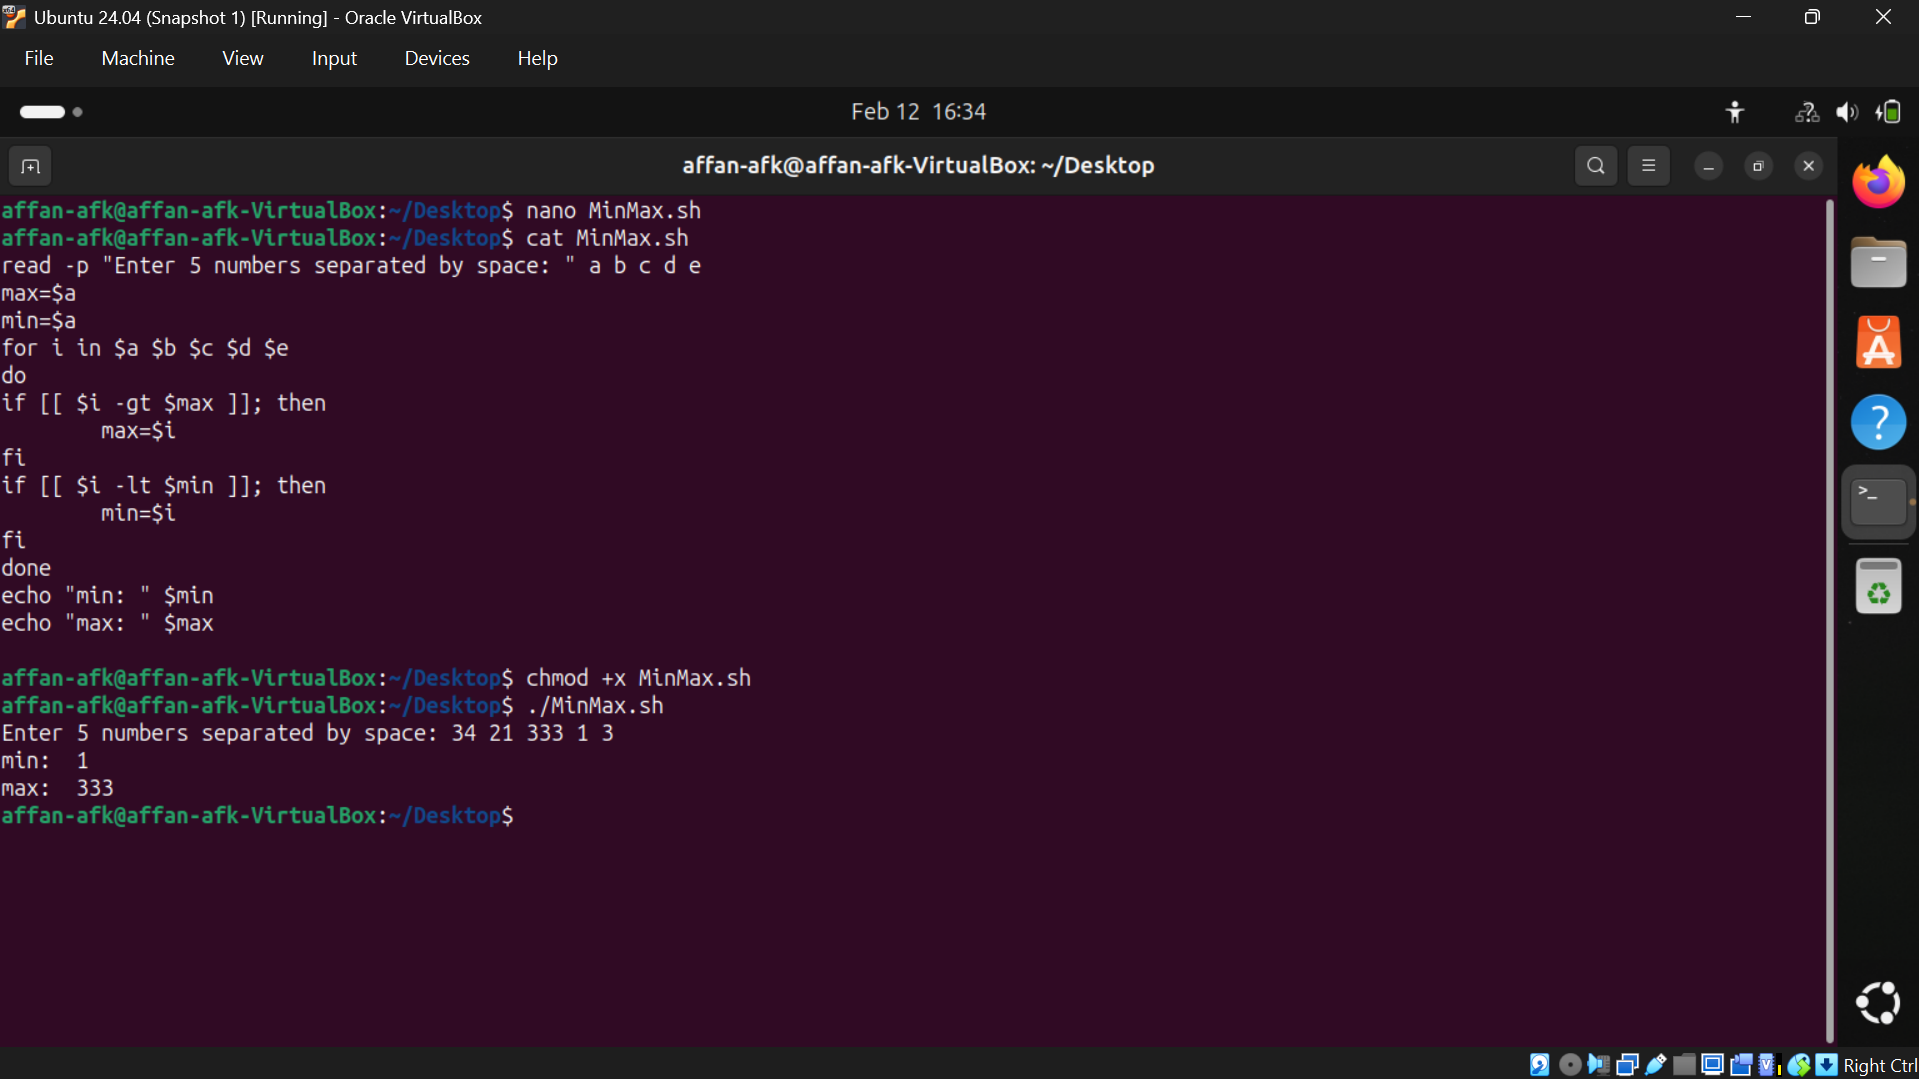 Ubuntu 24.04 (Snapshot 1) [Running] - Oracle VirtualBox
File Machine View Input Devices Help
Feb 12 16:34
affan-afk@affan-afk-VirtualBox: ~/Desktop
affan-afk@affan-afk-VirtualBox:~/Desktop$ nano MinMax.sh
affan-afk@affan-afk-VirtualBox:~/Desktop$ cat MinMax.sh
read -p "Enter 5 numbers separated by space: " a b c d e
max=$a
min=$a
for i in $a $b $c $d $e
do
if [[ $i -gt $max ]]; then
        max=$i
fi
if [[ $i -lt $min ]]; then
        min=$i
fi
done
echo "min: " $min
echo "max: " $max
affan-afk@affan-afk-VirtualBox:~/Desktop$ chmod +x MinMax.sh
affan-afk@affan-afk-VirtualBox:~/Desktop$ ./MinMax.sh
Enter 5 numbers separated by space: 34 21 333 1 3
min:  1
max:  333
affan-afk@affan-afk-VirtualBox:~/Desktop$
Right Ctrl